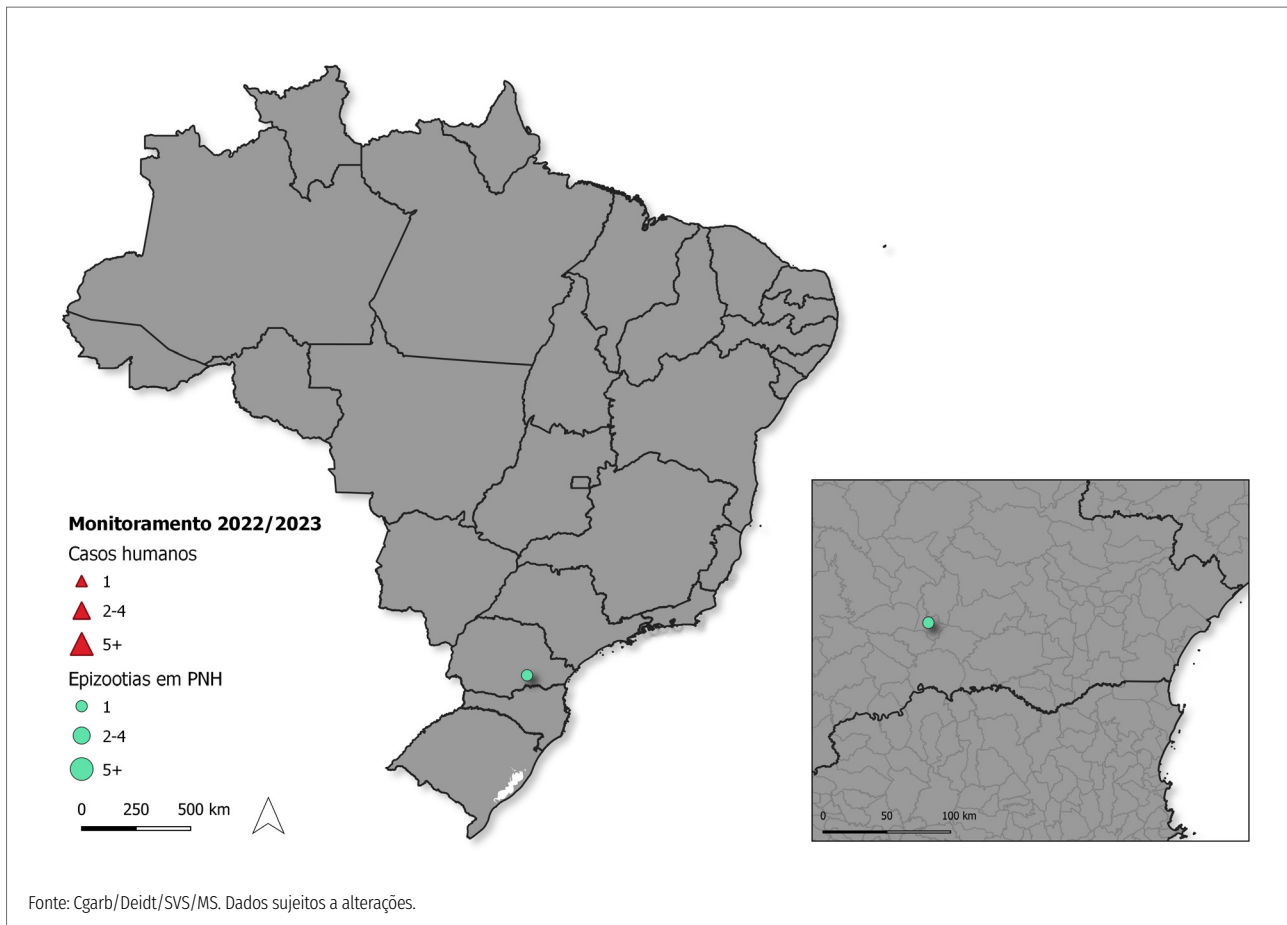 Monitoramento 2022/2023
Casos humanos
1
2-4
5+
Epizootias em PNH
1
2-4
5+
0 250 500 km
0 50 100 km
Fonte: Cgarb/Deidt/SVS/MS. Dados sujeitos a alterações.